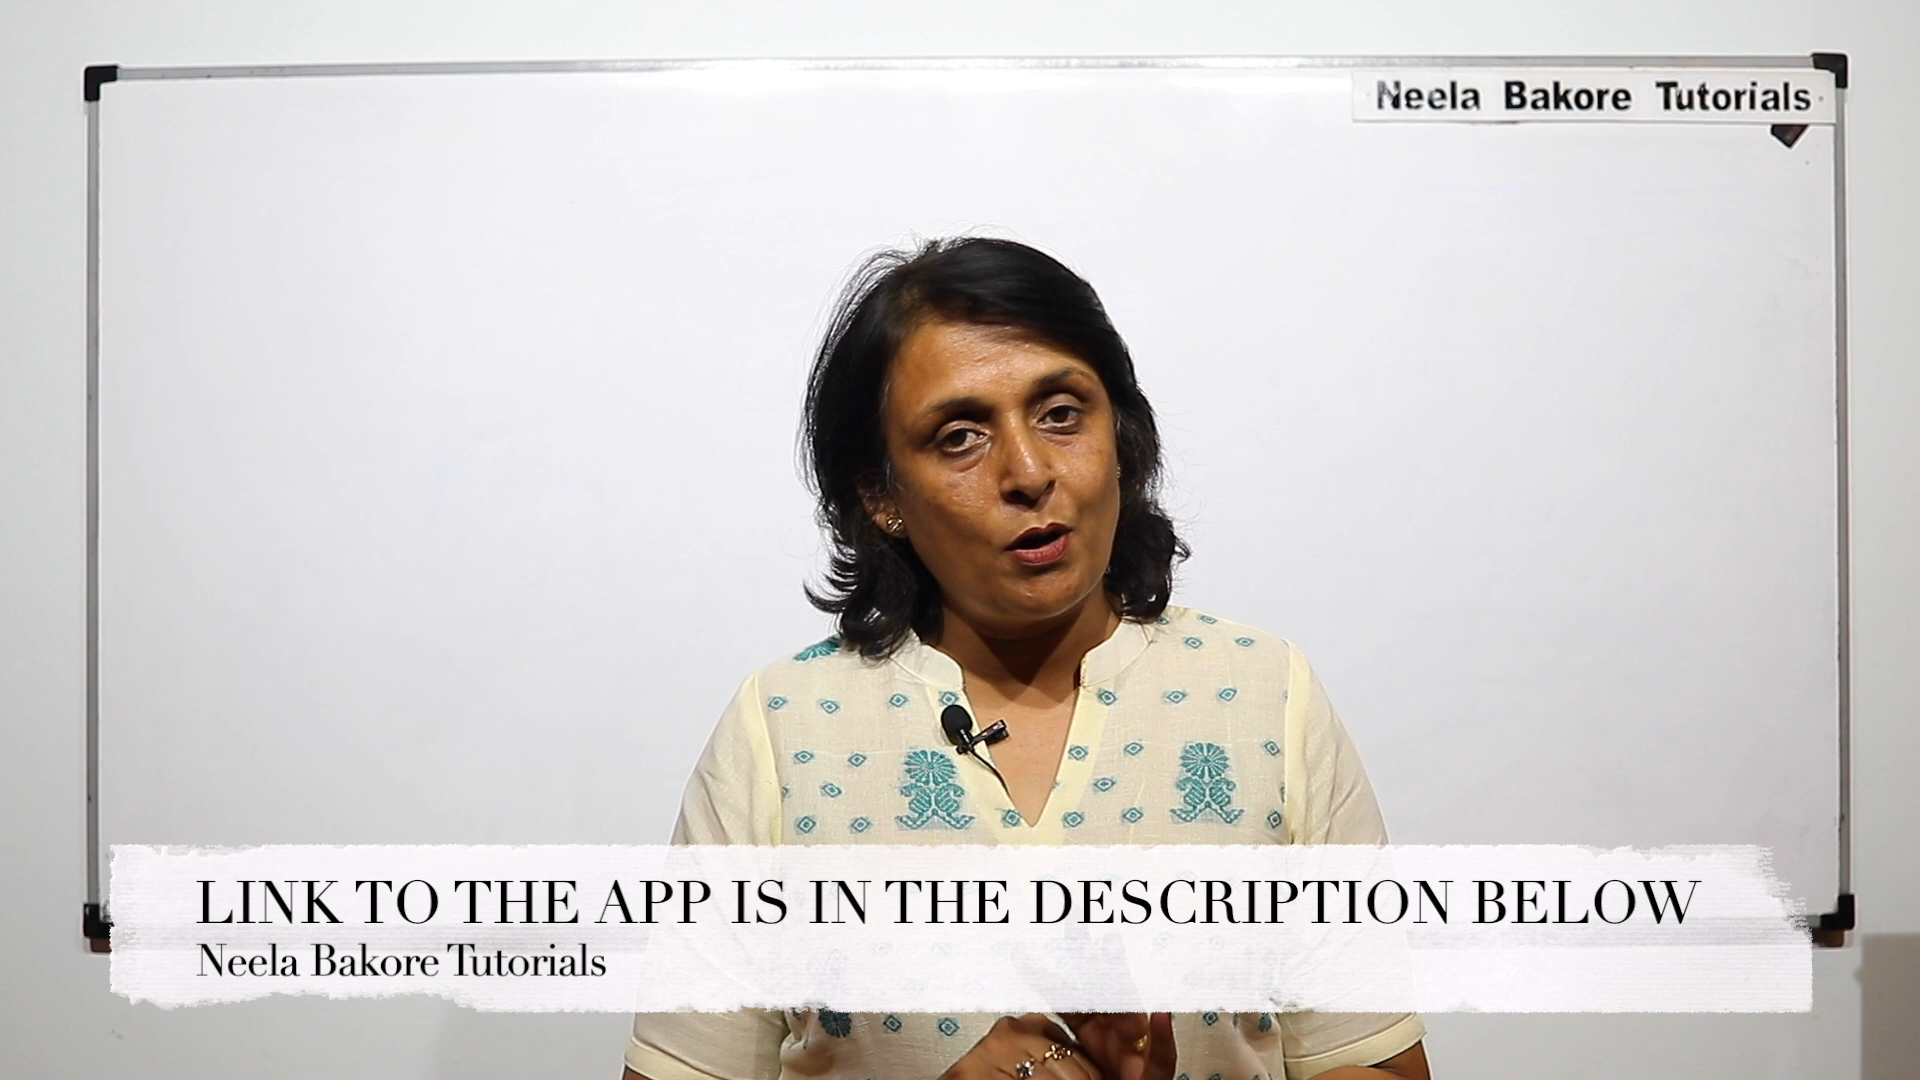 Neela Bakore Tutorials
LINK TO THE APP IS IN THE DESCRIPTION BELOW
Neela Bakore Tutorials